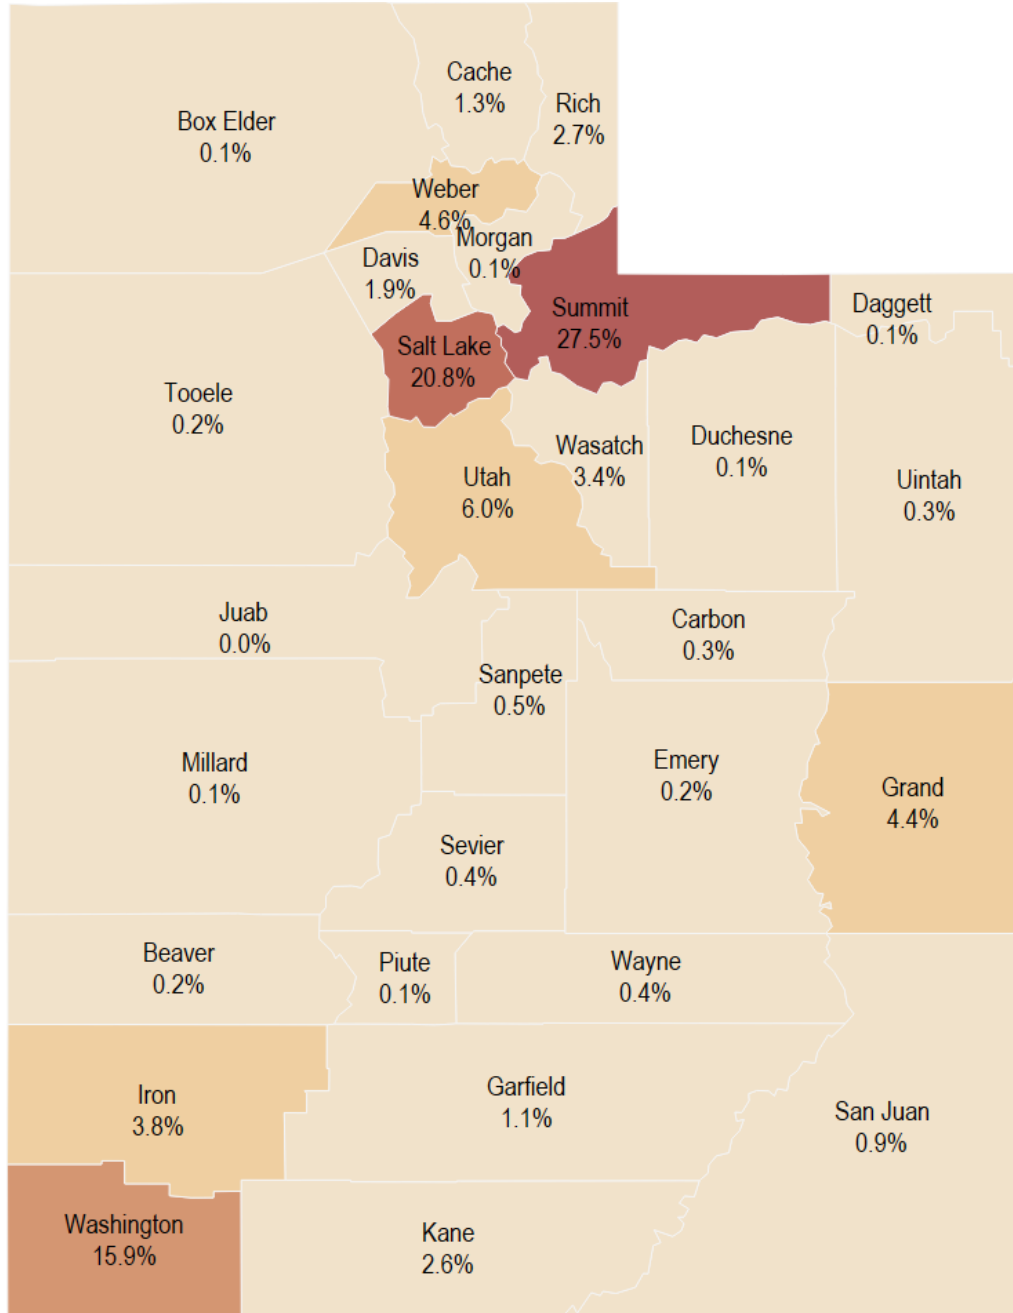 Cache
1.3%
Rich
2.7%
Box Elder
0.1%
Weber
4.6%
Morgan
0.1%
Davis
1.9%
Summit
27.5%
Daggett
0.1%
Salt Lake
20.8%
Tooele
0.2%
Wasatch
3.4%
Duchesne
0.1%
Utah
6.0%
Uintah
0.3%
Juab
0.0%
Carbon
0.3%
Sanpete
0.5%
Millard
0.1%
Emery
0.2%
Grand
4.4%
Sevier
0.4%
Beaver
0.2%
Piute
0.1%
Wayne
0.4%
Iron
3.8%
Garfield
1.1%
San Juan
0.9%
Washington
15.9%
Kane
2.6%